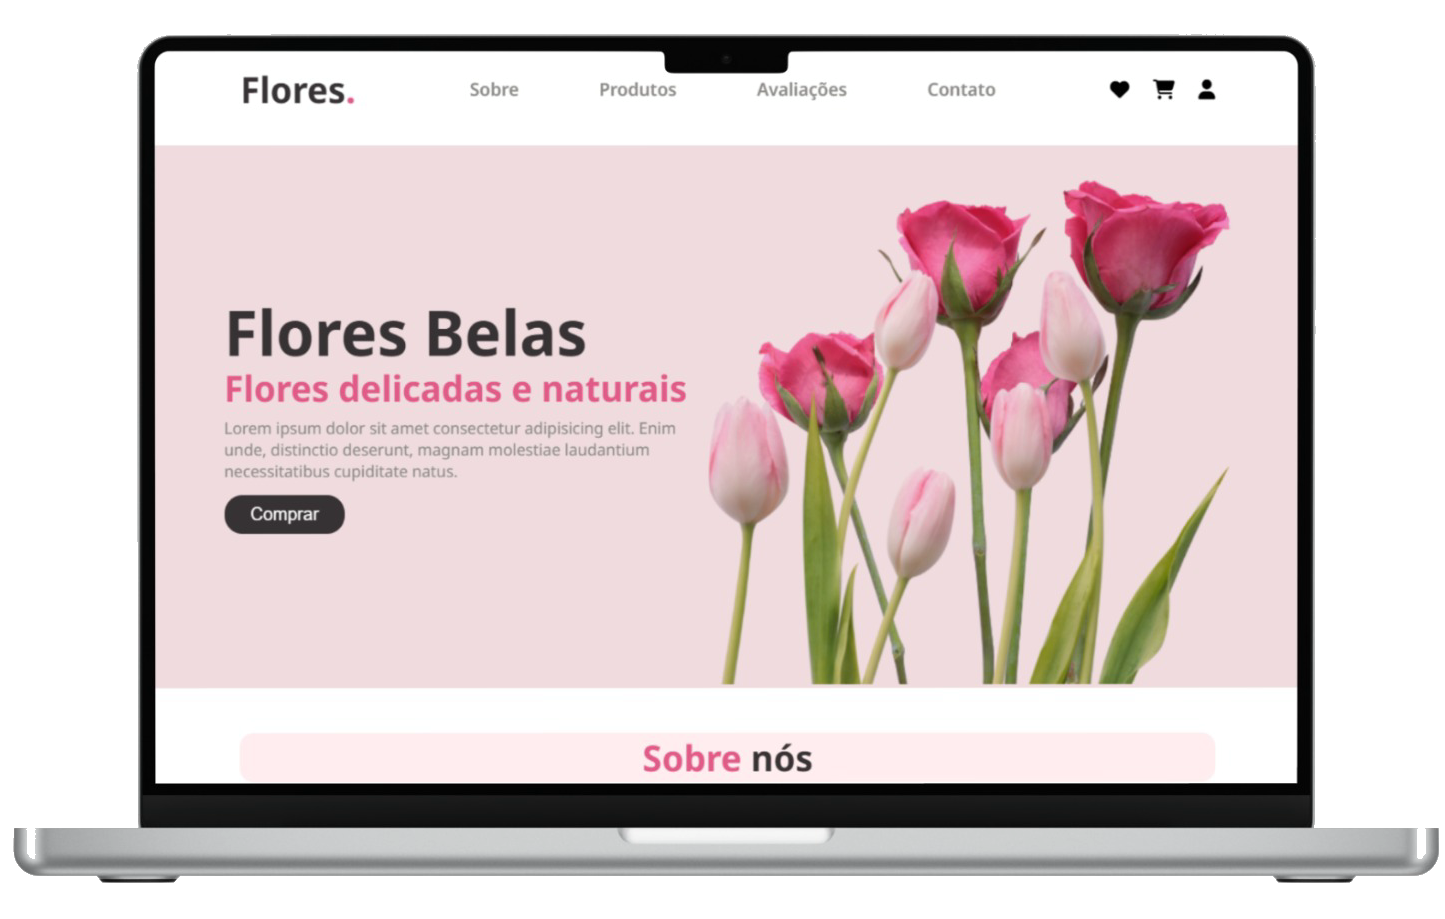 Flores.
Sobre
Produtos
Avaliações
Contato
Flores Belas
Flores delicadas e naturais
Lorem ipsum dolor sit amet consectetur adipisicing elit. Enim
unde, distinctio deserunt, magnam molestiae laudantium
necessitatibus cupiditate natus.
Comprar
Sobre nós